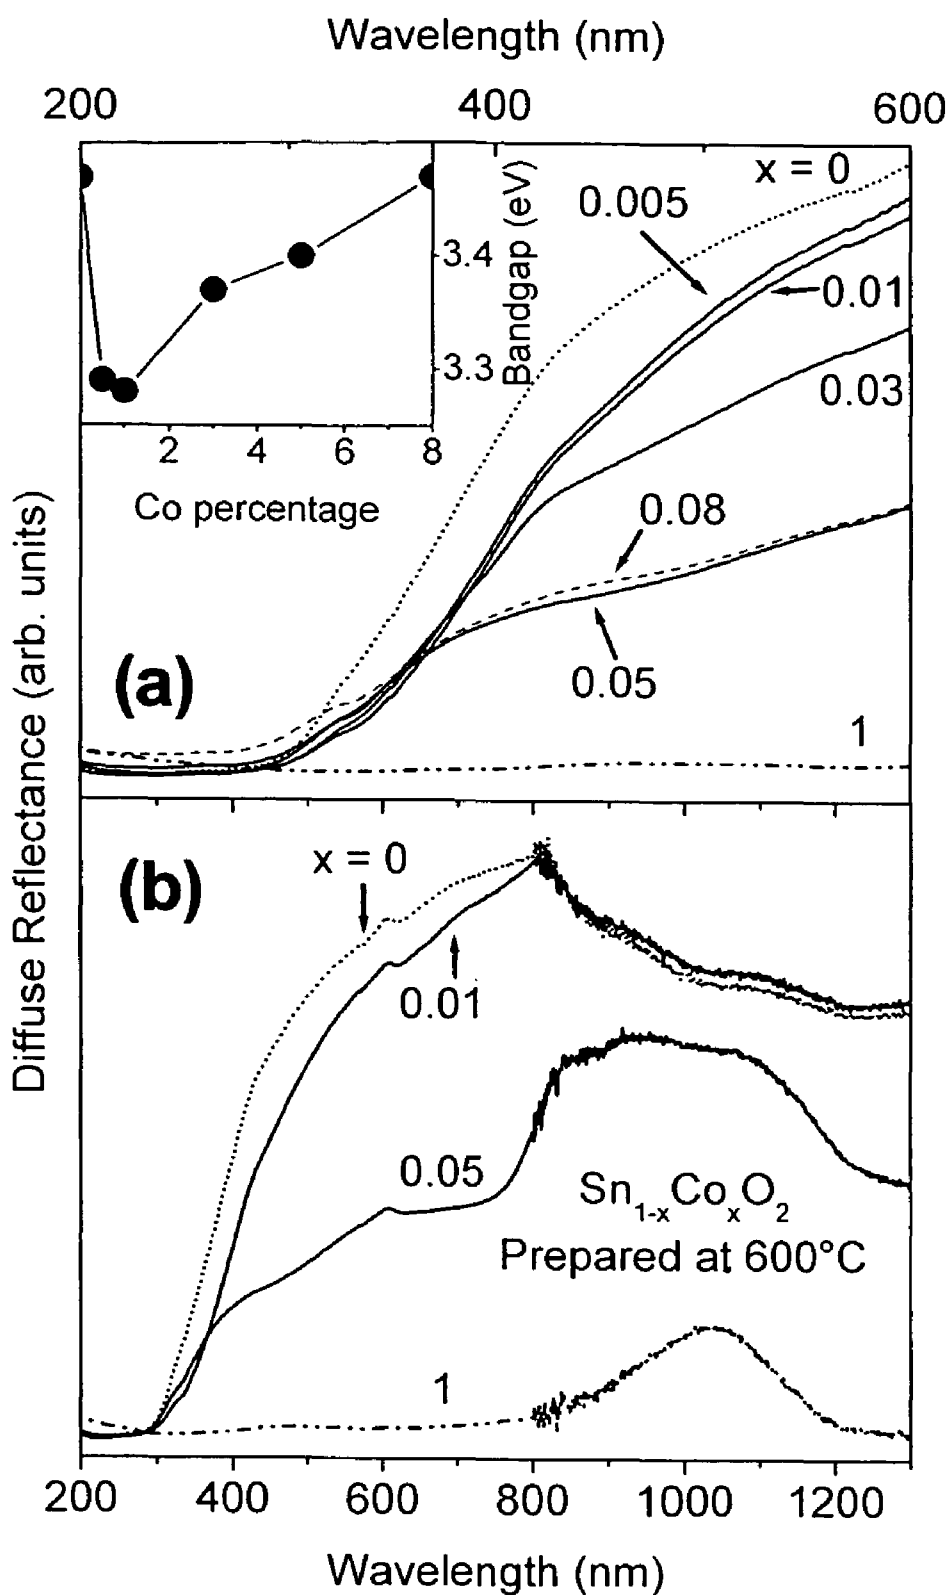 Wavelength (nm)
200 400 600
x = 0
0.005
0.01
0.03
0.08
0.05
1
(a)
Bandgap (eV)
3.4
3.3
2 4 6 8
Co percentage
Diffuse Reflectance (arb. units)
(b)
x = 0
0.01
0.05
1
Sn1-xCoxO2
Prepared at 600°C
200 400 600 800 1000 1200
Wavelength (nm)